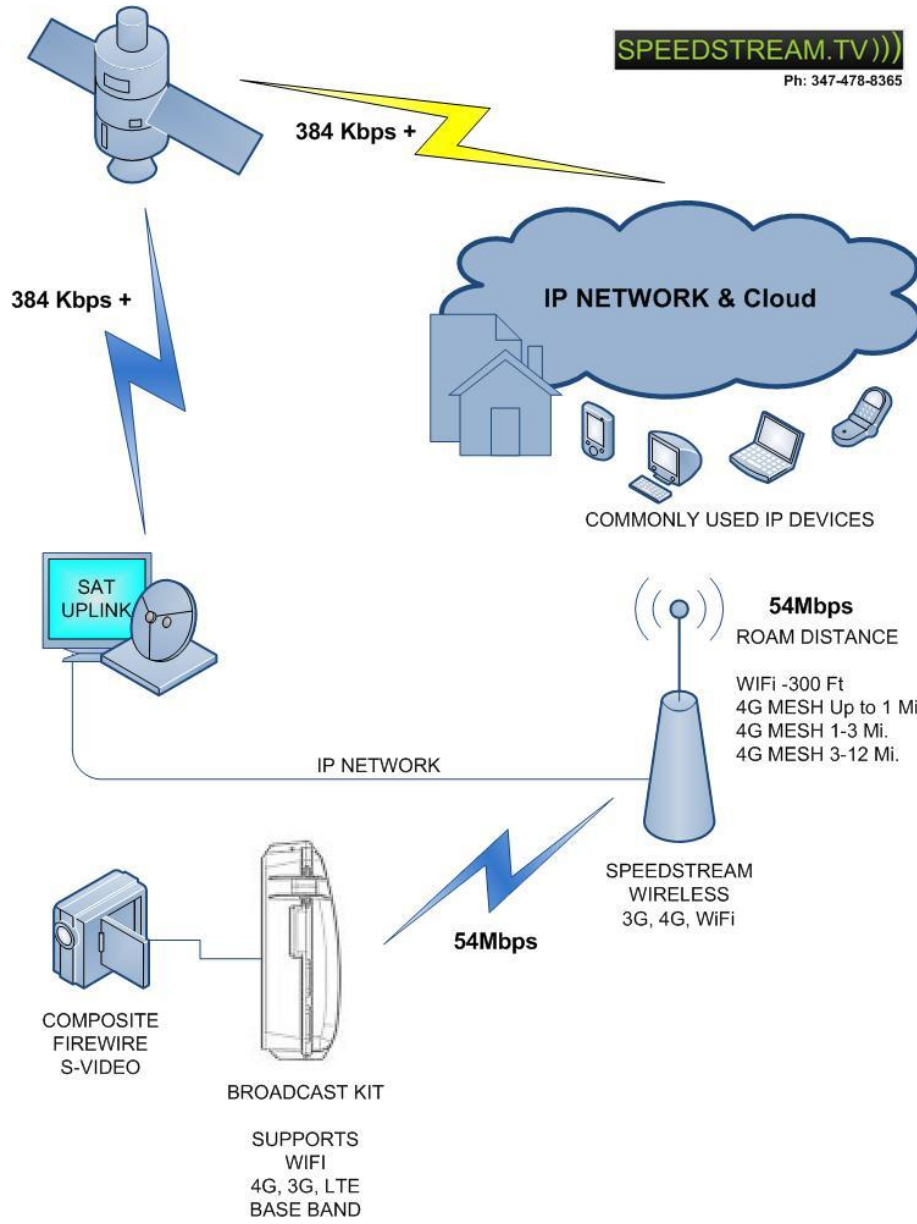 SPEEDSTREAM.TV)))
Ph: 347-478-8365
384 Kbps +
384 Kbps +
IP NETWORK & Cloud
COMMONLY USED IP DEVICES
SAT
UPLINK
54Mbps
ROAM DISTANCE
WIFi -300 Ft
4G MESH Up to 1 Mi
4G MESH 1-3 Mi.
4G MESH 3-12 Mi.
IP NETWORK
SPEEDSTREAM
WIRELESS
3G, 4G, WiFi
54Mbps
COMPOSITE
FIREWIRE
S-VIDEO
BROADCAST KIT
SUPPORTS
WIFI
4G, 3G, LTE
BASE BAND